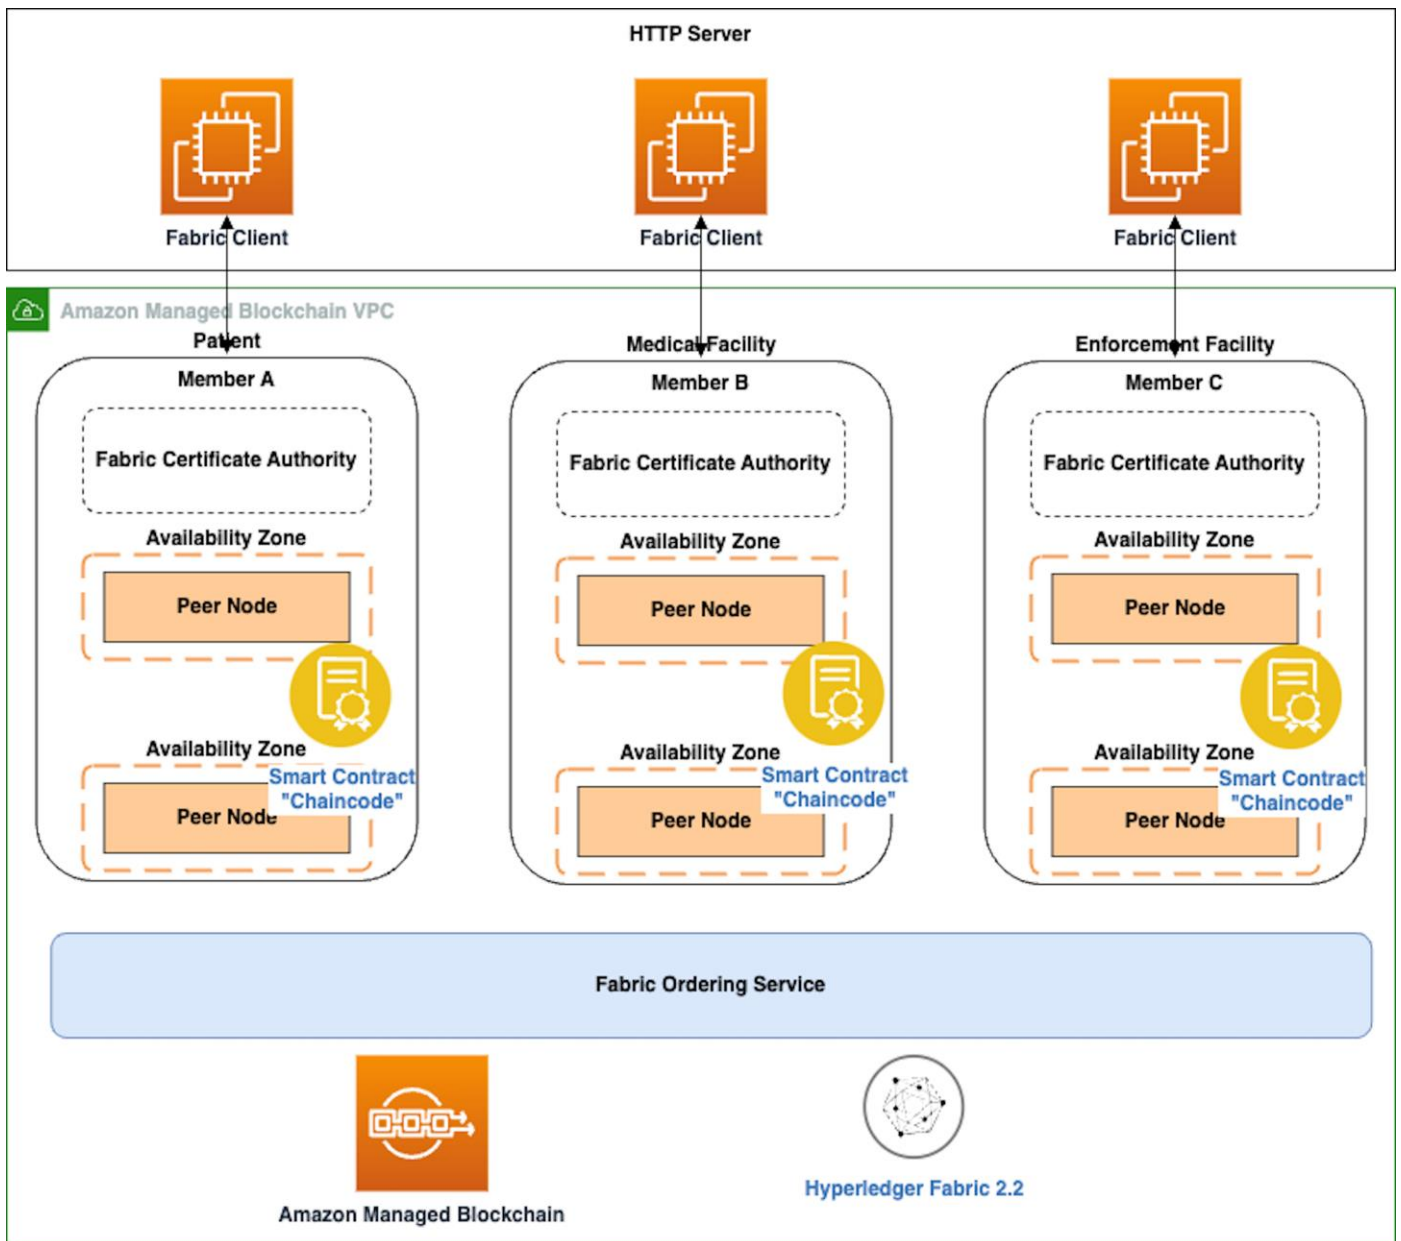 HTTP Server
Fabric Client
Fabric Client
Fabric Client
Amazon Managed Blockchain VPC
Patient
Medical Facility
Enforcement Facility
Member A
Member B
Member C
Fabric Certificate Authority
Fabric Certificate Authority
Fabric Certificate Authority
Availability Zone
Availability Zone
Availability Zone
Peer Node
Peer Node
Peer Node
Availability Zone
Availability Zone
Availability Zone
Smart Contract
"Chaincode"
Smart Contract
"Chaincode"
Smart Contract
"Chaincode"
Peer Node
Peer Node
Peer Node
Fabric Ordering Service
Amazon Managed Blockchain
Hyperledger Fabric 2.2